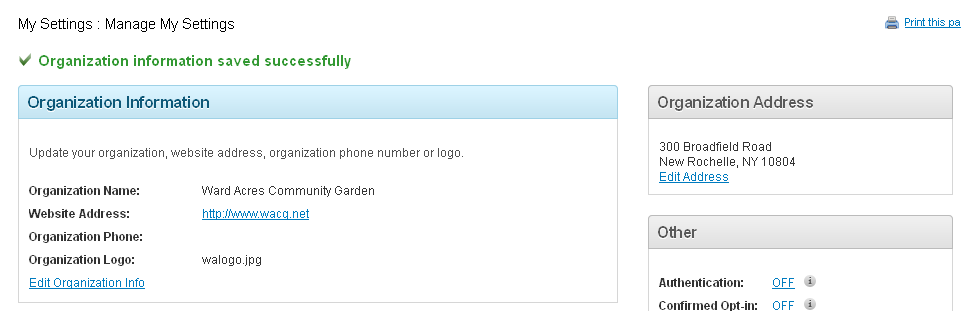 My Settings : Manage My Settings
Print this pa
Organization information saved successfully
Organization Information
Update your organization, website address, organization phone number or logo.
Organization Name: Ward Acres Community Garden
Website Address: http://www.wacg.net
Organization Phone:
Organization Logo: walogo.jpg
Edit Organization Info
Organization Address
300 Broadfield Road
New Rochelle, NY 10804
Edit Address
Other
Authentication: OFF
Confirmed Opt-in: OFF